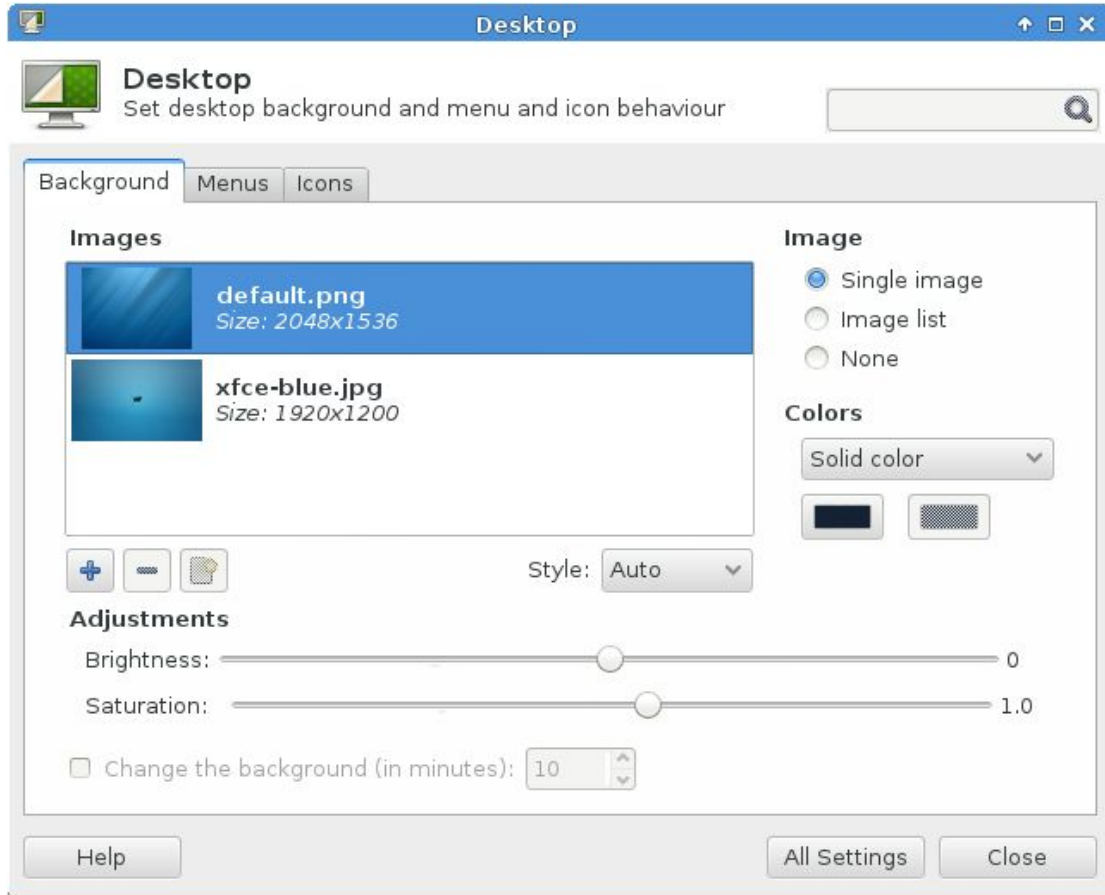 Desktop
Desktop
Set desktop background and menu and icon behaviour
Background Menus Icons
Images
default.png
Size: 2048x1536
xfce-blue.jpg
Size: 1920x1200
Style: Auto
Image
Single image
Image list
None
Colors
Solid color
Adjustments
Brightness: 0
Saturation: 1.0
Change the background (in minutes): 10
Help All Settings Close